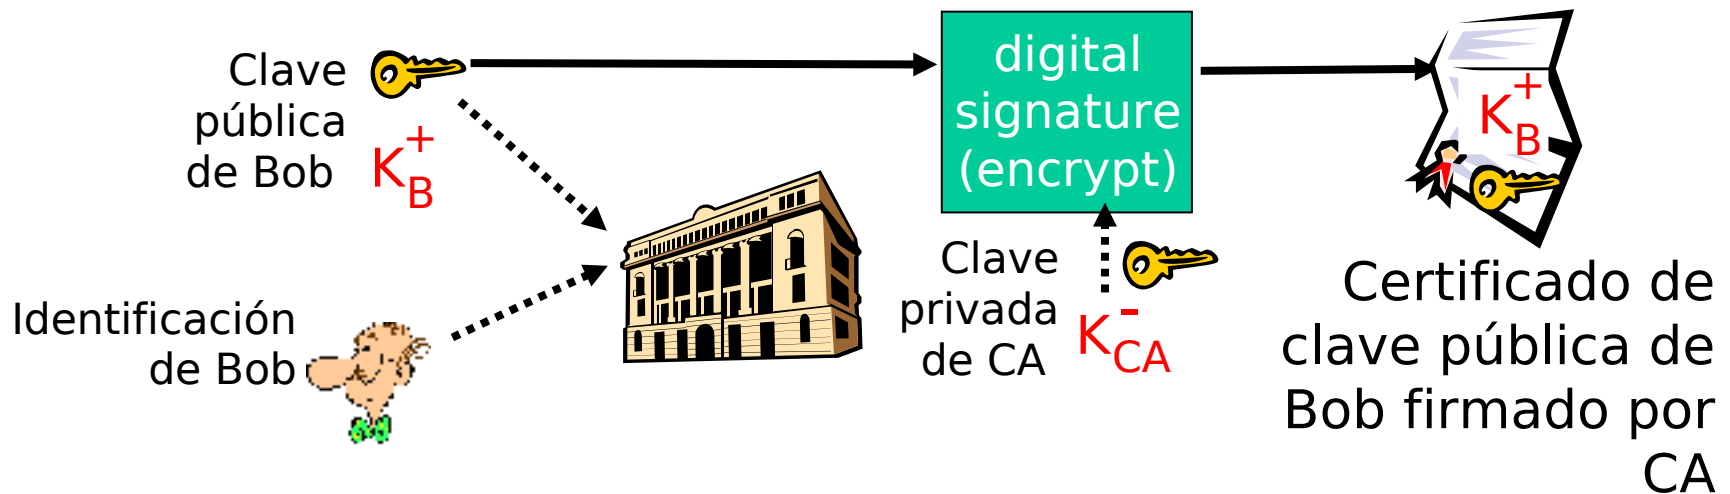 Clave
pública
de Bob
K+B
Identificación
de Bob
digital
signature
(encrypt)
Clave
privada
de CA
K-CA
K+B
Certificado de
clave pública de
Bob firmado por
CA